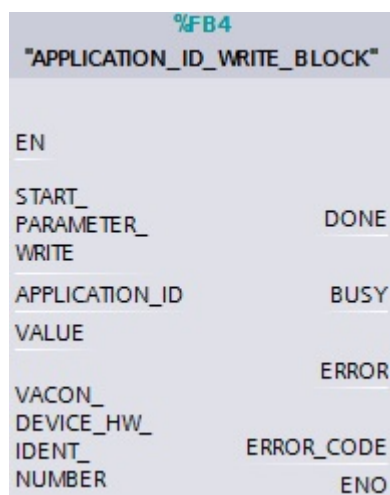 %FB4
"APPLICATION_ID_WRITE_BLOCK"
EN
START_
PARAMETER_
WRITE
DONE
APPLICATION_ID
BUSY
VALUE
ERROR
VACON_
DEVICE_HW_
IDENT_
NUMBER
ERROR_CODE
ENO